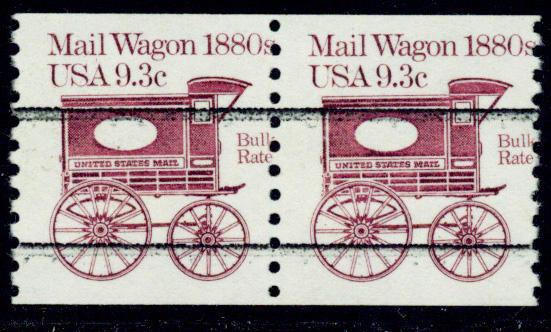 Mail Wagon 1880s
USA 9.3c
Bulk
Rate
UNITED STATES MAIL
Mail Wagon 1880s
USA 9.3c
Bulk
Rate
UNITED STATES MAIL